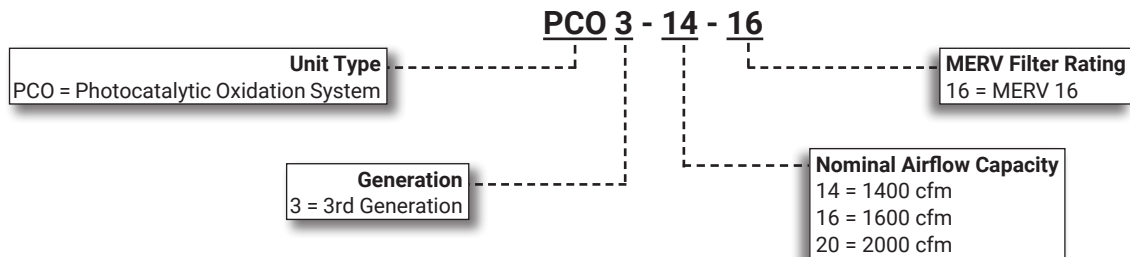 PCO 3 - 14 - 16
Unit Type
PCO = Photocatalytic Oxidation System
MERV Filter Rating
16 = MERV 16
Generation
3 = 3rd Generation
Nominal Airflow Capacity
14 = 1400 cfm
16 = 1600 cfm
20 = 2000 cfm